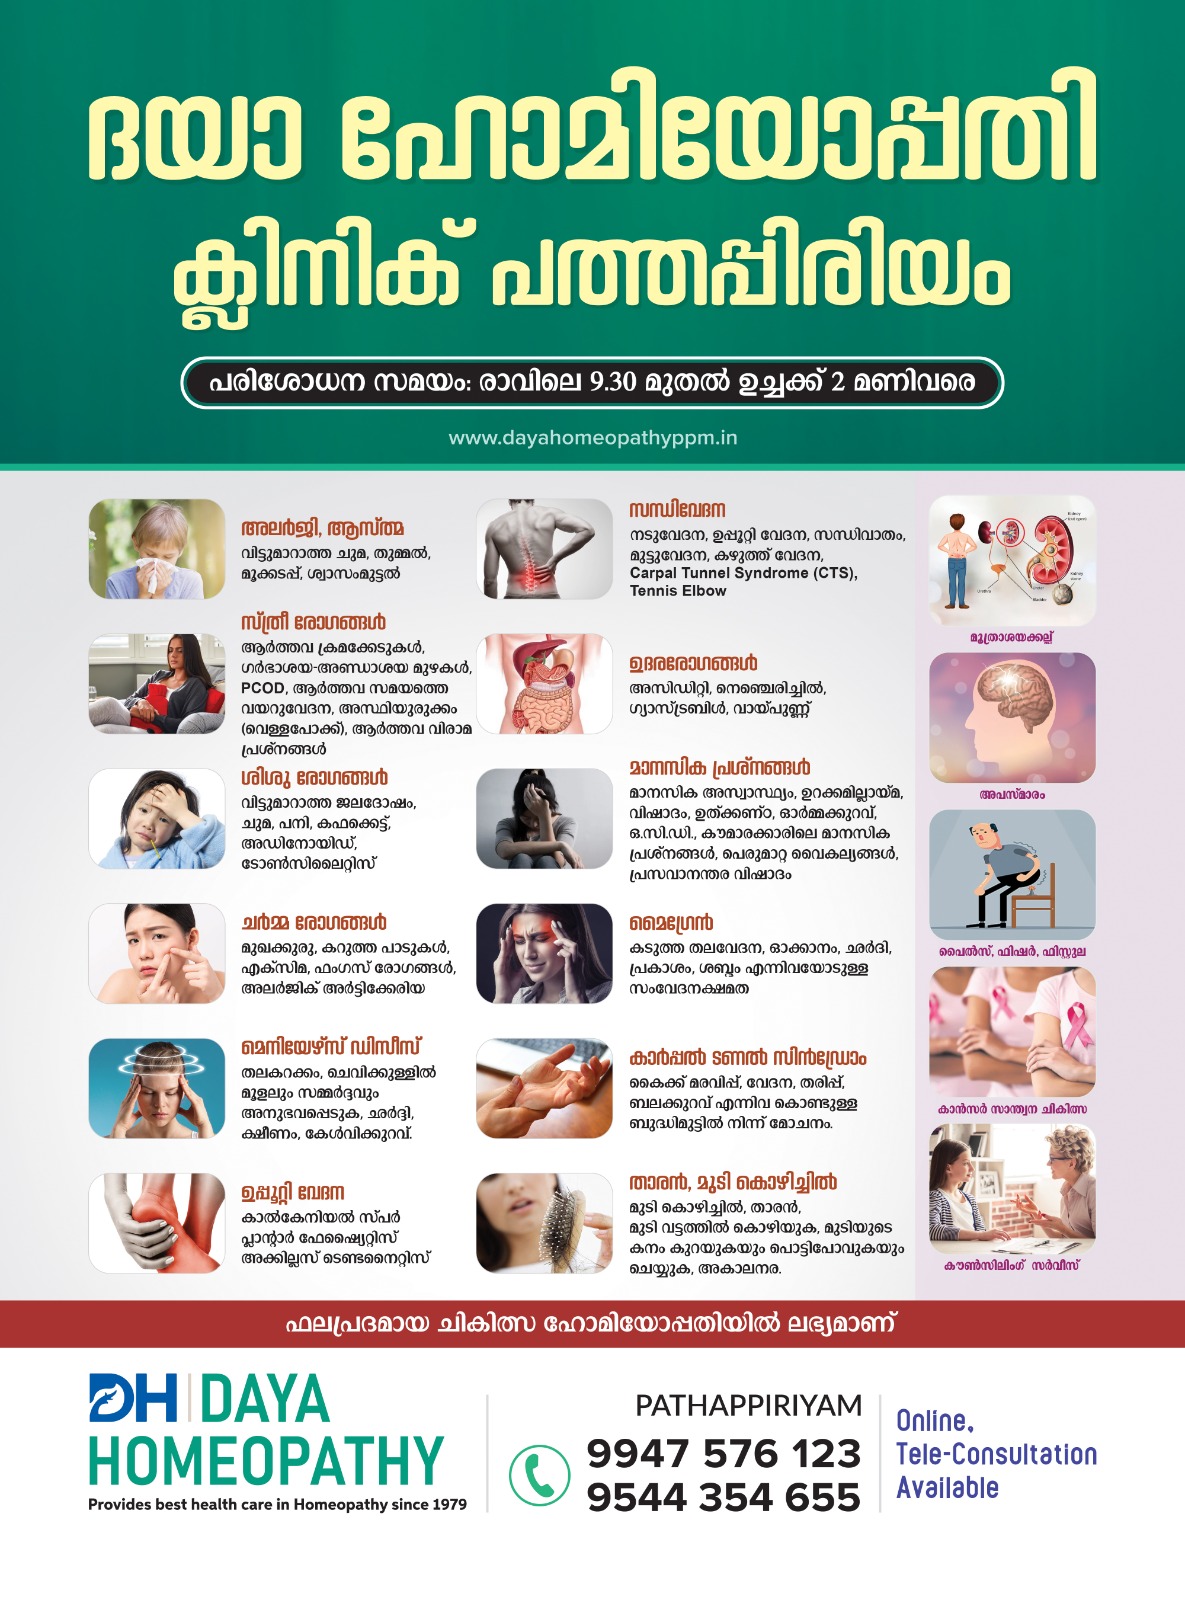 ദയാ ഹോമിയോപ്പതി
ക്ലിനിക് പത്തപ്പിരിയം
പരിശോധന സമയം: രാവിലെ 9.30 മുതൽ ഉച്ചക്ക് 2 മണിവരെ
www.dayahomeopathyppm.in
അലർജി, ആസ്ത്മ
വിട്ടുമാറാത്ത ചുമ, തുമ്മൽ,
മൂക്കടപ്പ്, ശ്വാസംമുട്ടൽ
സ്ത്രീ രോഗങ്ങൾ
ആർത്തവ ക്രമക്കേടുകൾ,
ഗർഭാശയ-അണ്ഡാശയ മുഴകൾ,
PCOD, ആർത്തവ സമയത്തെ
വയറുവേദന, അസ്ഥിയുരുക്കം
(വെള്ളപോക്ക്), ആർത്തവ വിരാമ
പ്രശ്നങ്ങൾ
ശിശു രോഗങ്ങൾ
വിട്ടുമാറാത്ത ജലദോഷം,
ചുമ, പനി, കഫക്കെട്ട്,
അഡിനോയിഡ്,
ടോൺസിലൈറ്റിസ്
ചർമ്മ രോഗങ്ങൾ
മുഖക്കുരു, കറുത്ത പാടുകൾ,
എക്സിമ, ഫംഗസ് രോഗങ്ങൾ,
അലർജിക് അർട്ടിക്കേരിയ
മെനിയേഴ്സ് ഡിസീസ്
തലകറക്കം, ചെവിക്കുള്ളിൽ
മൂളലും സമ്മർദ്ദവും
അനുഭവപ്പെടുക, ഛർദ്ദി,
ക്ഷീണം, കേൾവിക്കുറവ്.
ഉപ്പൂറ്റി വേദന
കാൽകേനിയൽ സ്പർ
പ്ലാന്റാർ ഫേഷ്യൈറ്റിസ്
അക്കില്ലസ് ടെണ്ടനൈറ്റിസ്
സന്ധിവേദന
നടുവേദന, ഉപ്പൂറ്റി വേദന, സന്ധിവാതം,
മുട്ടുവേദന, കഴുത്ത് വേദന,
Carpal Tunnel Syndrome (CTS),
Tennis Elbow
ഉദരരോഗങ്ങൾ
അസിഡിറ്റി, നെഞ്ചെരിച്ചിൽ,
ഗ്യാസ്ട്രബിൾ, വായ്പുണ്ണ്
മാനസിക പ്രശ്നങ്ങൾ
മാനസിക അസ്വാസ്ഥ്യം, ഉറക്കമില്ലായ്മ,
വിഷാദം, ഉത്ക്കണ്ഠ, ഓർമ്മക്കുറവ്,
ഒ.സി.ഡി., കൗമാരക്കാരിലെ മാനസിക
പ്രശ്നങ്ങൾ, പെരുമാറ്റ വൈകല്യങ്ങൾ,
പ്രസവാനന്തര വിഷാദം
മൈഗ്രേൻ
കടുത്ത തലവേദന, ഓക്കാനം, ഛർദി,
പ്രകാശം, ശബ്ദം എന്നിവയോടുള്ള
സംവേദനക്ഷമത
കാർപ്പൽ ടണൽ സിൻഡ്രോം
കൈക്ക് മരവിപ്പ്, വേദന, തരിപ്പ്,
ബലക്കുറവ് എന്നിവ കൊണ്ടുള്ള
ബുദ്ധിമുട്ടിൽ നിന്ന് മോചനം.
താരൻ, മുടി കൊഴിച്ചിൽ
മുടി കൊഴിച്ചിൽ, താരൻ,
മുടി വട്ടത്തിൽ കൊഴിയുക, മുടിയുടെ
കനം കുറയുകയും പൊട്ടിപോവുകയും
ചെയ്യുക, അകാലനര.
മൂത്രാശയക്കല്ല്
അപസ്മാരം
പൈൽസ്, ഫിഷർ, ഫിസ്റ്റുല
കാൻസർ സാന്ത്വന ചികിത്സ
കൗൺസിലിംഗ് സർവീസ്
ഫലപ്രദമായ ചികിത്സ ഹോമിയോപ്പതിയിൽ ലഭ്യമാണ്
DH DAYA
HOMEOPATHY
Provides best health care in Homeopathy since 1979
PATHAPPIRIYAM
9947 576 123
9544 354 655
Online,
Tele-Consultation
Available